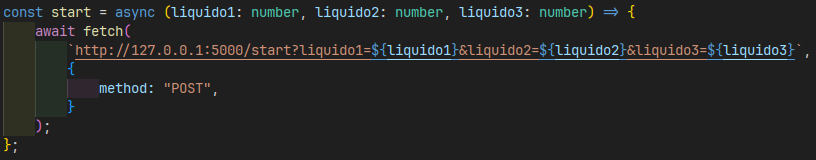 const start = async (liquido1: number, liquido2: number, liquido3: number) => {
    await fetch(
        `http://127.0.0.1:5000/start?liquido1=${liquido1}&liquido2=${liquido2}&liquido3=${liquido3}`,
        {
            method: "POST",
        }
    );
};